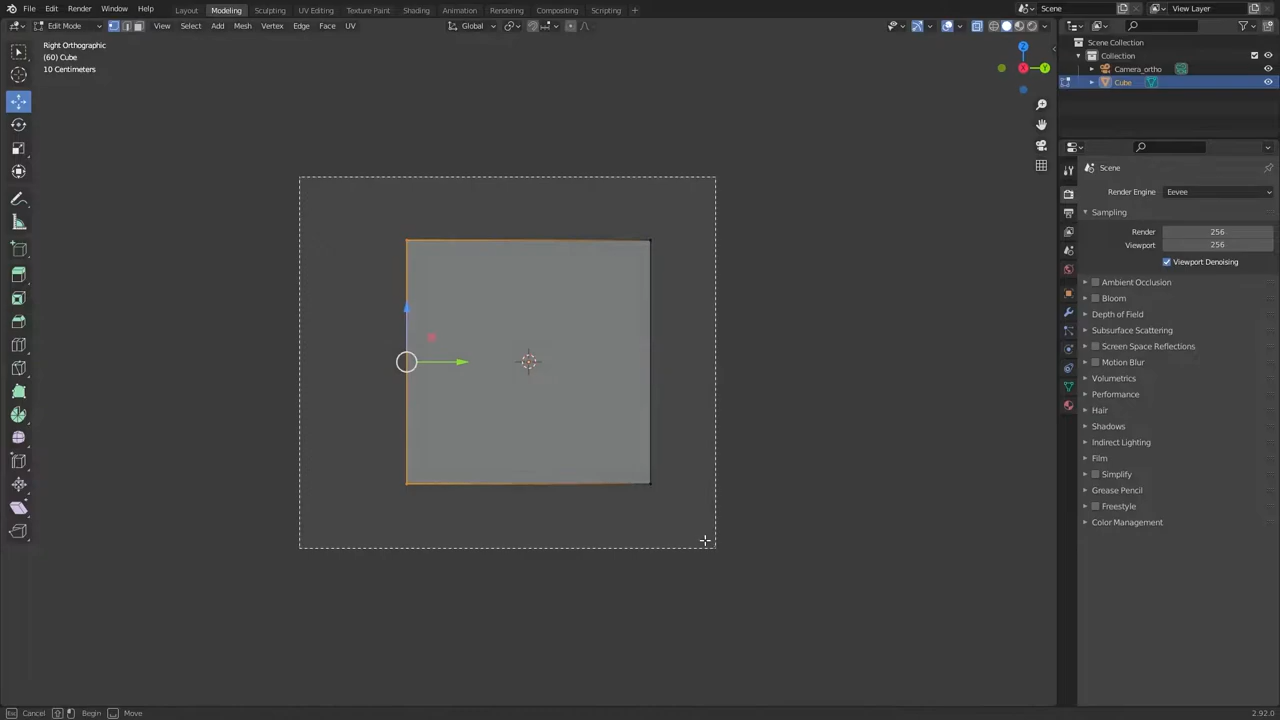 File Edit Render Window Help Layout Modeling Sculpting UV Editing Texture Paint Shading Animation Rendering Compositing Scripting + Scene View Layer
Edit Mode View Select Add Mesh Vertex Edge Face UV Global
Right Orthographic
(60) Cube
10 Centimeters
Z
X
Y
Scene Collection
Collection
Camera_ortho
Cube
Scene
Render Engine Eevee
Sampling
Render 256
Viewport 256
Viewport Denoising
Ambient Occlusion
Bloom
Depth of Field
Subsurface Scattering
Screen Space Reflections
Motion Blur
Volumetrics
Performance
Hair
Shadows
Indirect Lighting
Film
Simplify
Grease Pencil
Freestyle
Color Management
Esc Cancel Begin Move 2.92.0